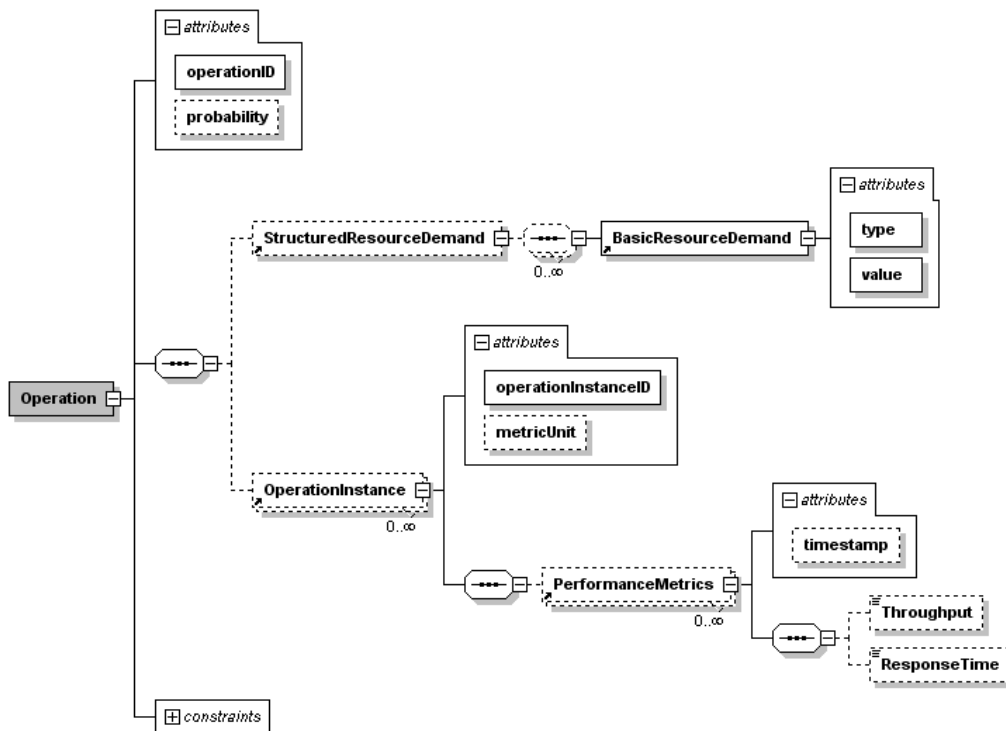 attributes
operationID
probability
attributes
type
value
StructuredResourceDemand
0..∞
BasicResourceDemand
attributes
operationInstanceID
metricUnit
Operation
OperationInstance
0..∞
attributes
timestamp
PerformanceMetrics
0..∞
Throughput
ResponseTime
constraints